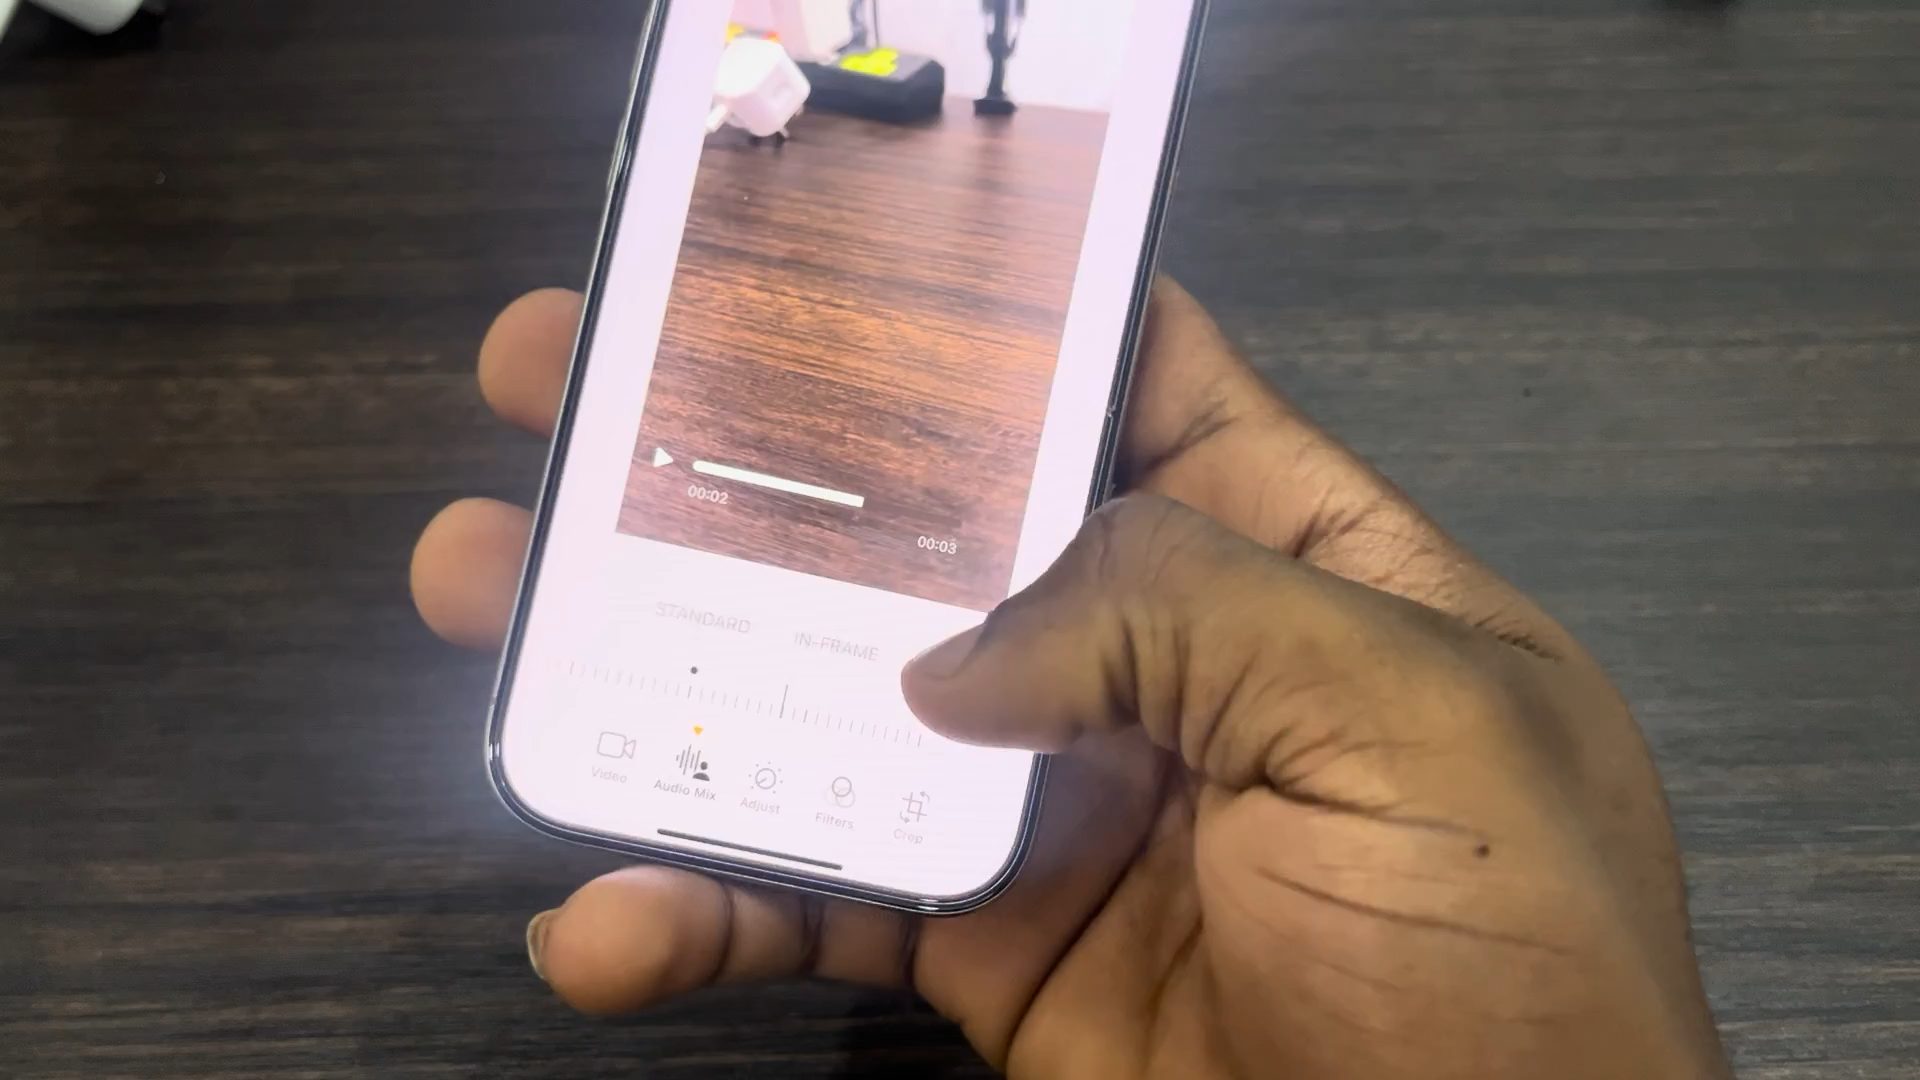 00:02
00:03
STANDARD
IN-FRAME
Video
Audio Mix
Adjust
Filters
Crop